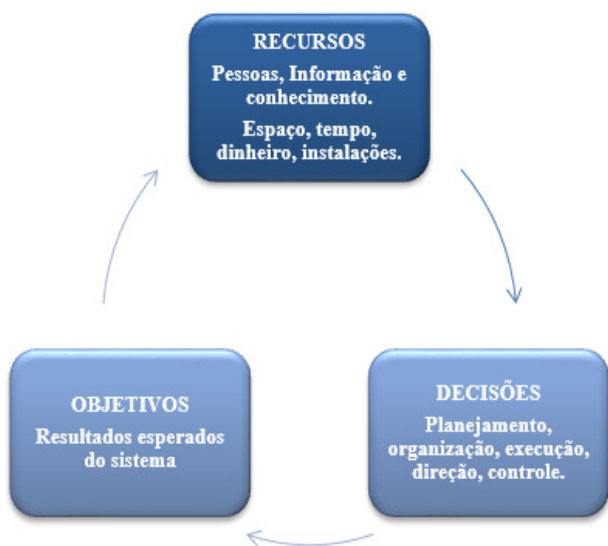 RECURSOS
Pessoas, Informação e
conhecimento.
Espaço, tempo,
dinheiro, instalações.
OBJETIVOS
Resultados esperados
do sistema
DECISÕES
Planejamento,
organização, execução,
direção, controle.